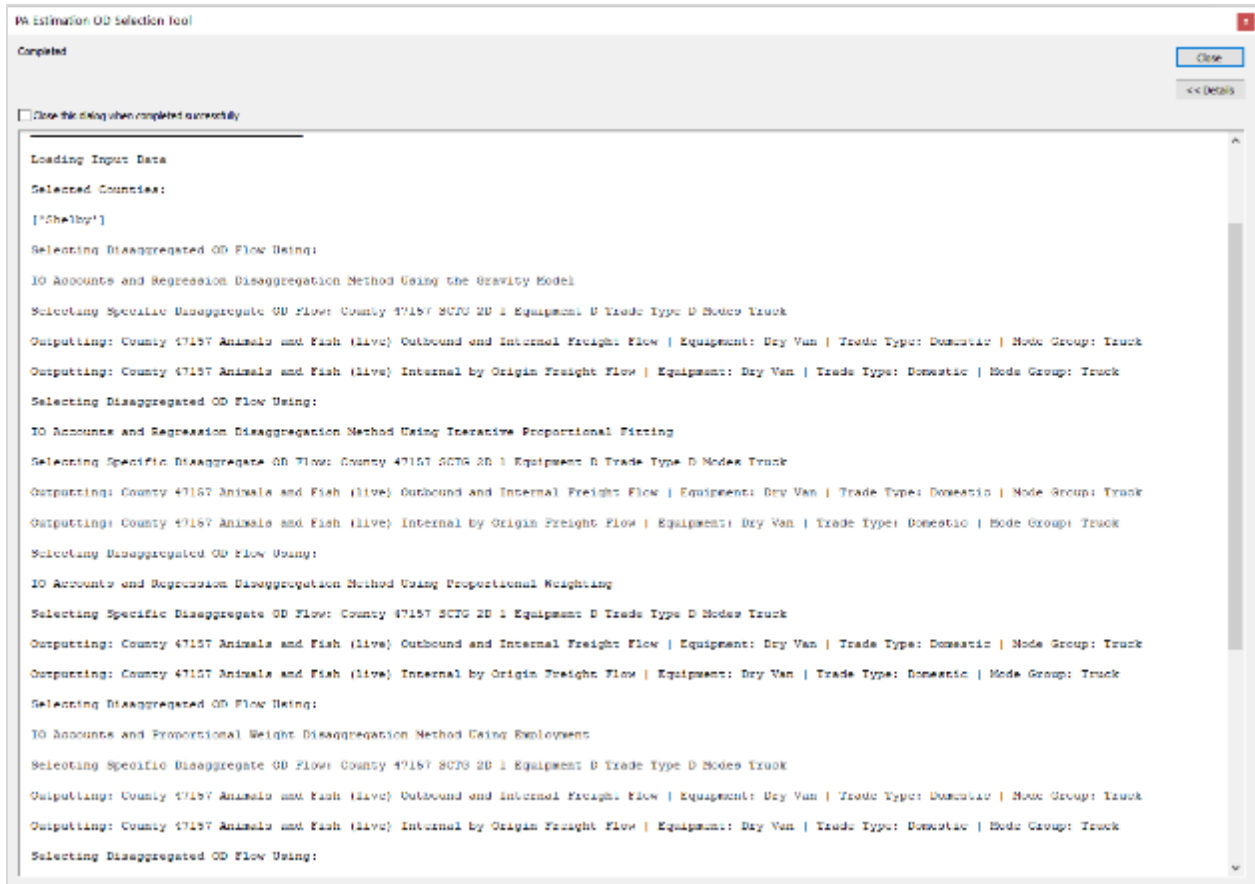 PA Estimation OD Selection Tool
Completed
Close
<< Details
Close this dialog when completed successfully
Loading Input Data
Selected Counties:
['Shelby']
Selecting Disaggregated OD Flow Using:
IO Accounts and Regression Disaggregation Method Using the Gravity Model
Selecting Specific Disaggregate OD Flow: County 47157 SCTG 2D 1 Equipment D Trade Type D Modes Truck
Outputting: County 47157 Animals and Fish (live) Outbound and Internal Freight Flow | Equipment: Dry Van | Trade Type: Domestic | Mode Group: Truck
Outputting: County 47157 Animals and Fish (live) Internal by Origin Freight Flow | Equipment: Dry Van | Trade Type: Domestic | Mode Group: Truck
Selecting Disaggregated OD Flow Using:
IO Accounts and Regression Disaggregation Method Using Iterative Proportional Fitting
Selecting Specific Disaggregate OD Flow: County 47157 SCTG 2D 1 Equipment D Trade Type D Modes Truck
Outputting: County 47157 Animals and Fish (live) Outbound and Internal Freight Flow | Equipment: Dry Van | Trade Type: Domestic | Mode Group: Truck
Outputting: County 47157 Animals and Fish (live) Internal by Origin Freight Flow | Equipment: Dry Van | Trade Type: Domestic | Mode Group: Truck
Selecting Disaggregated OD Flow Using:
IO Accounts and Regression Disaggregation Method Using Proportional Weighting
Selecting Specific Disaggregate OD Flow: County 47157 SCTG 2D 1 Equipment D Trade Type D Modes Truck
Outputting: County 47157 Animals and Fish (live) Outbound and Internal Freight Flow | Equipment: Dry Van | Trade Type: Domestic | Mode Group: Truck
Outputting: County 47157 Animals and Fish (live) Internal by Origin Freight Flow | Equipment: Dry Van | Trade Type: Domestic | Mode Group: Truck
Selecting Disaggregated OD Flow Using:
IO Accounts and Proportional Weight Disaggregation Method Using Employment
Selecting Specific Disaggregate OD Flow: County 47157 SCTG 2D 1 Equipment D Trade Type D Modes Truck
Outputting: County 47157 Animals and Fish (live) Outbound and Internal Freight Flow | Equipment: Dry Van | Trade Type: Domestic | Mode Group: Truck
Outputting: County 47157 Animals and Fish (live) Internal by Origin Freight Flow | Equipment: Dry Van | Trade Type: Domestic | Mode Group: Truck
Selecting Disaggregated OD Flow Using: